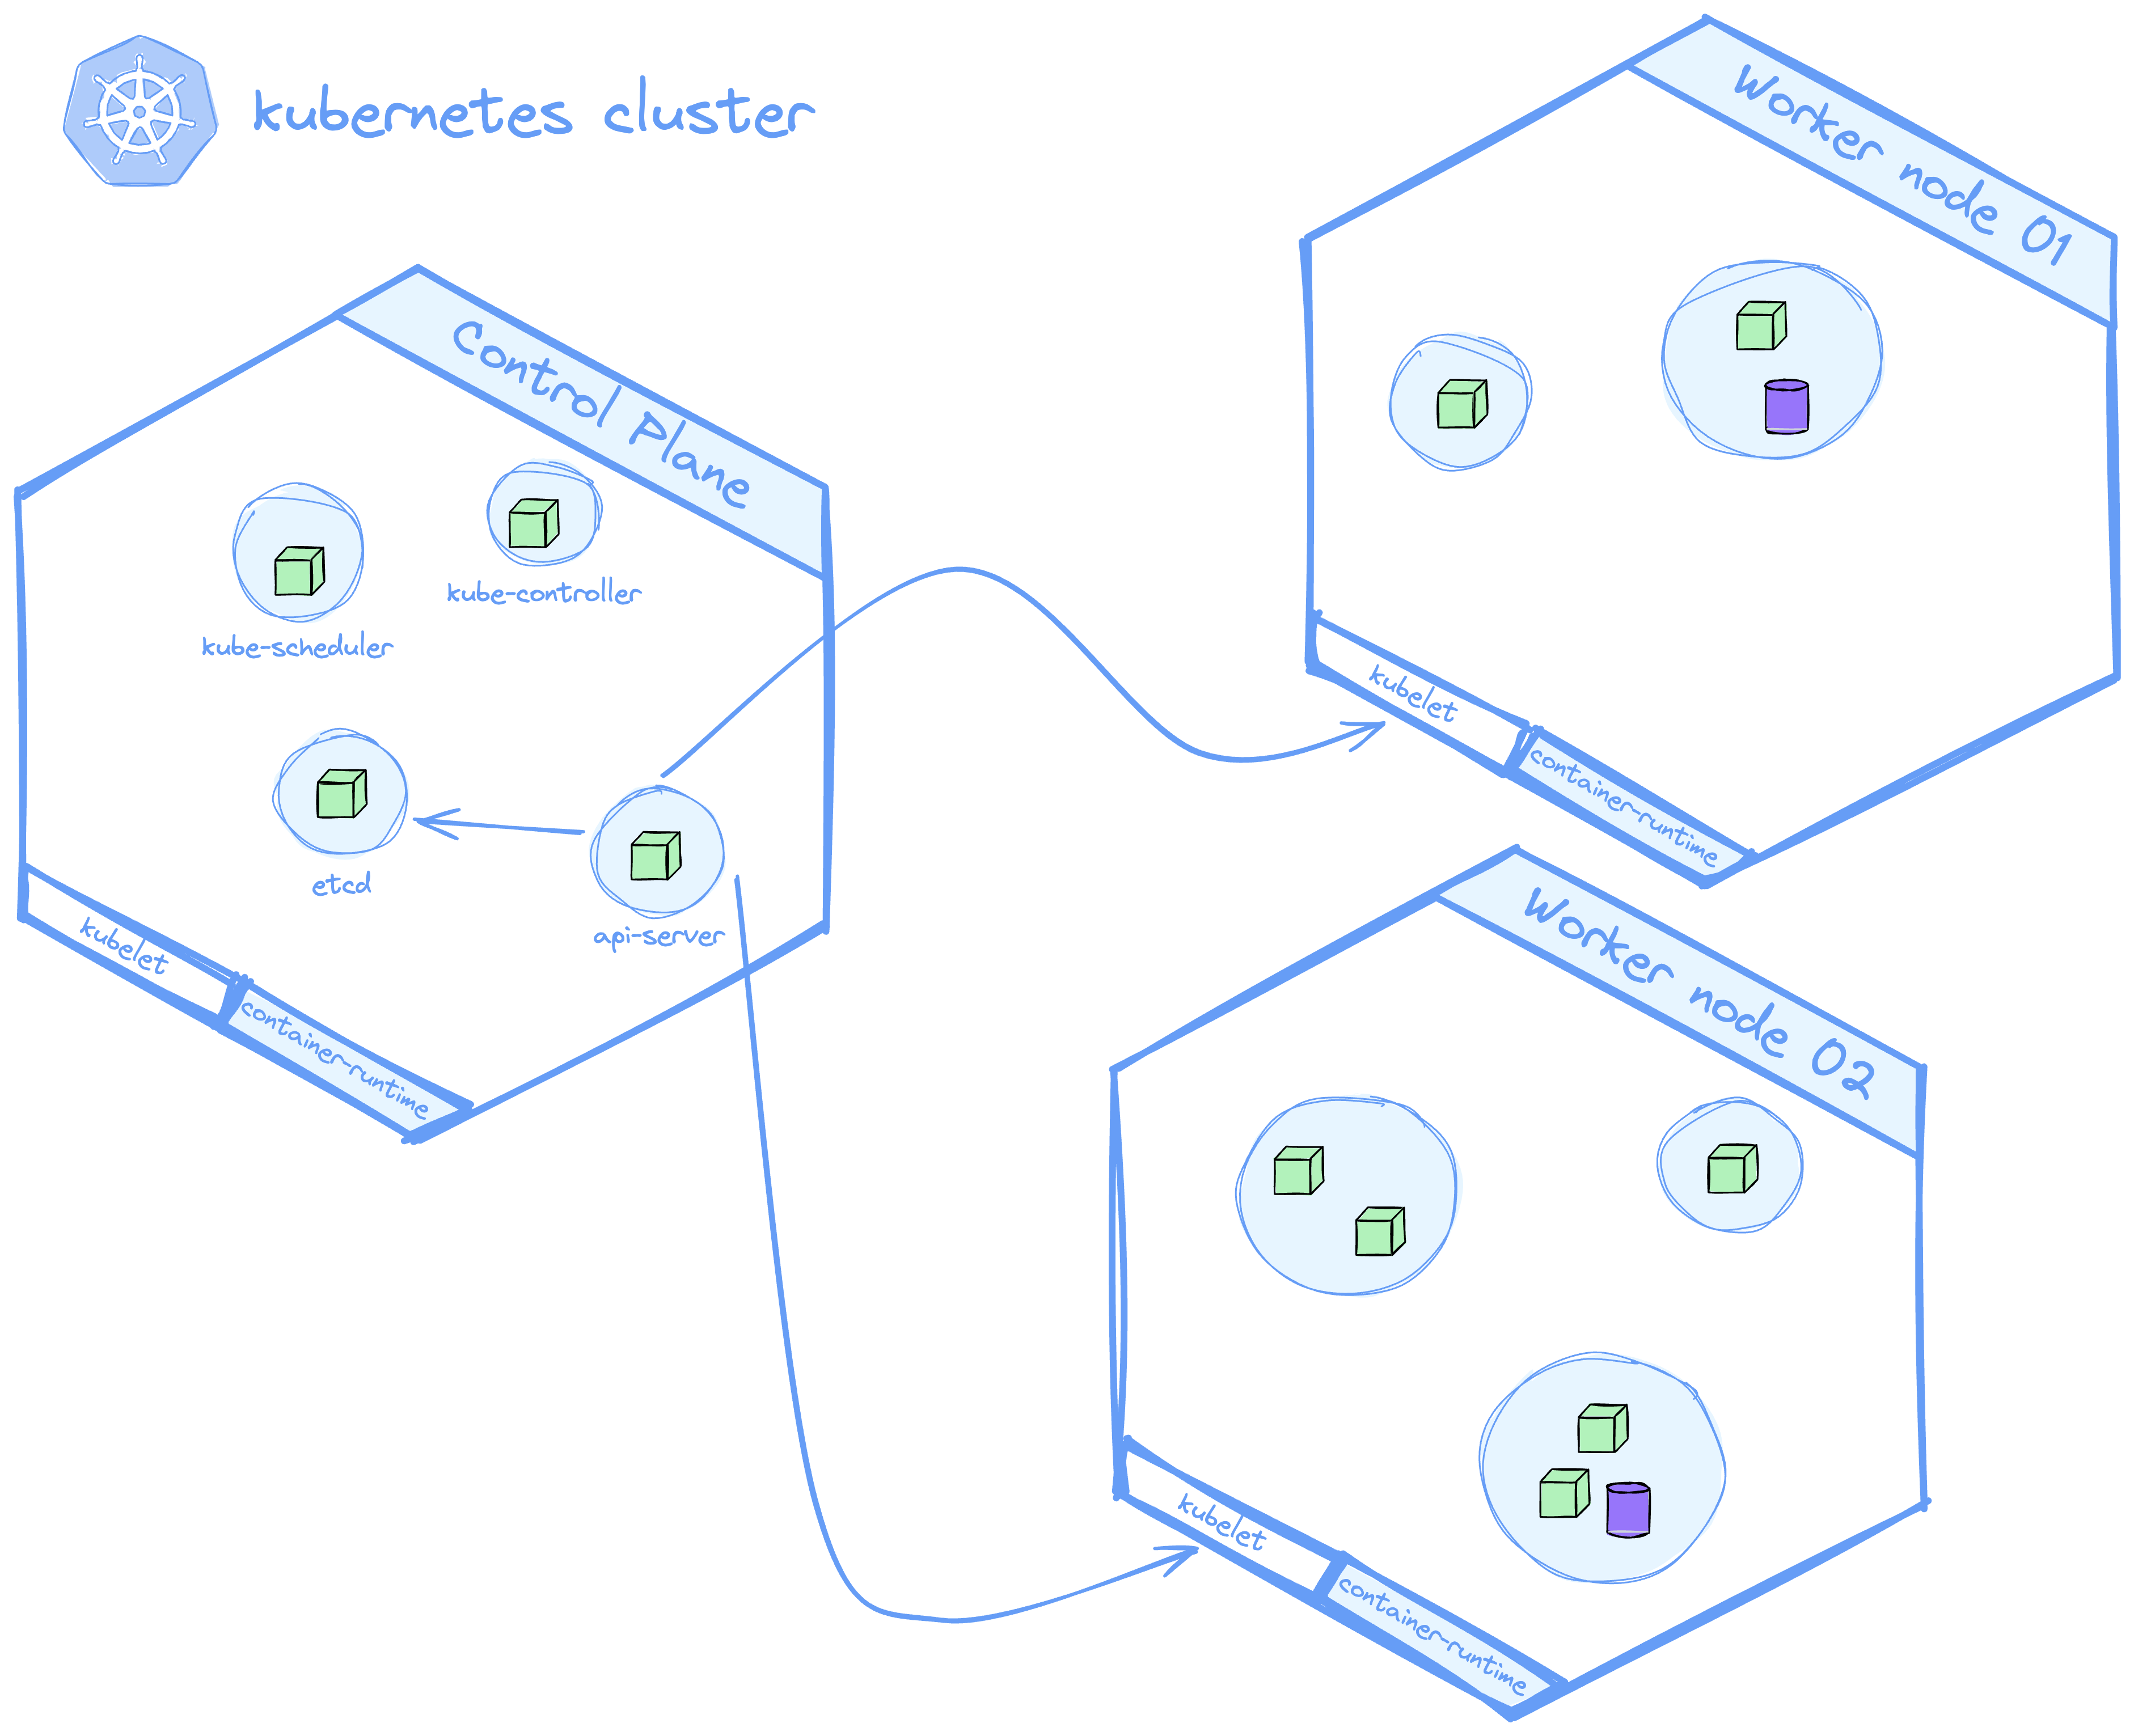 kubernetes cluster
Control Plane
kube-scheduler
kube-controller
etcd
api-server
kubelet
container-runtime
Worker node 01
kubelet
container-runtime
Worker node 02
kubelet
container-runtime